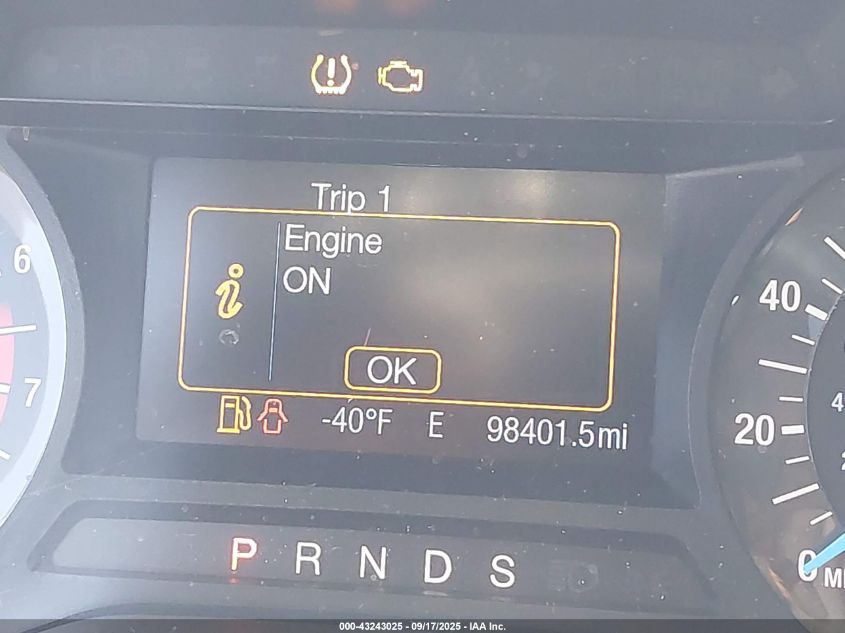 Trip 1
Engine
ON
OK
-40°F E 98401.5mi
6
7
40
20
0
P R N D S
000-43243025 - 09/17/2025 - IAA Inc.